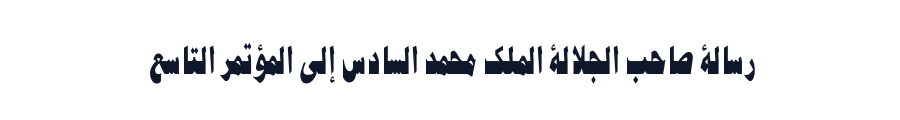 رسالة صاحب الجلالة الملك محمد السادس إلى المؤتمر التاسع